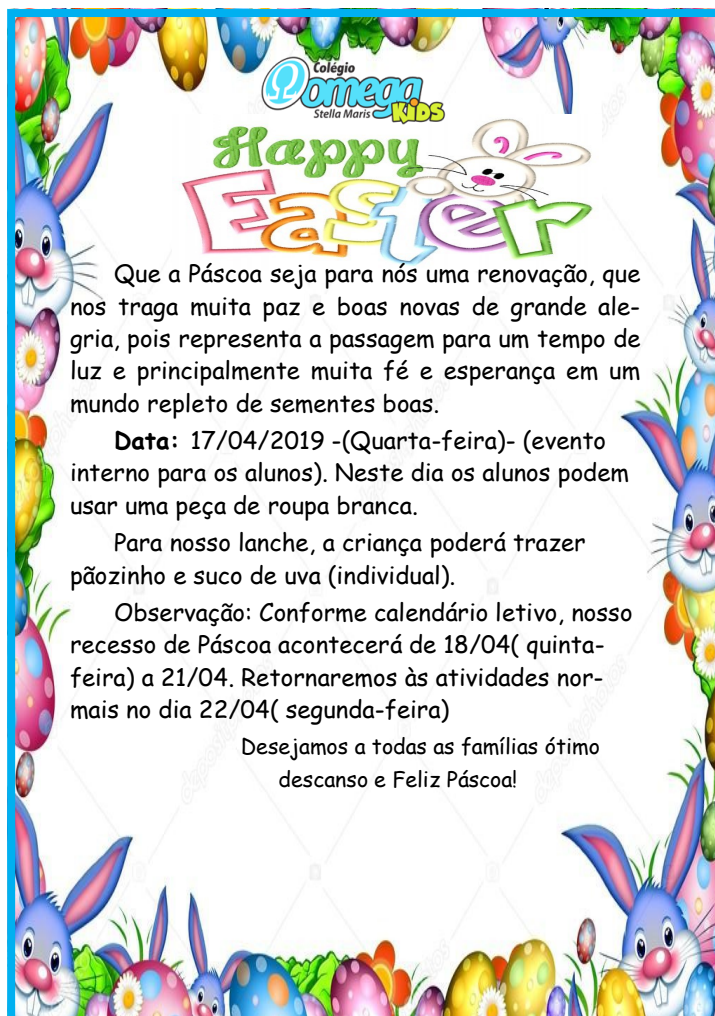 Colégio
Omega
Stella Maris KIDS
Happy
Easter
Que a Páscoa seja para nós uma renovação, que
nos traga muita paz e boas novas de grande ale-
gria, pois representa a passagem para um tempo de
luz e principalmente muita fé e esperança em um
mundo repleto de sementes boas.
Data: 17/04/2019 -(Quarta-feira)- (evento
interno para os alunos). Neste dia os alunos podem
usar uma peça de roupa branca.
Para nosso lanche, a criança poderá trazer
pãozinho e suco de uva (individual).
Observação: Conforme calendário letivo, nosso
recesso de Páscoa acontecerá de 18/04( quinta-
feira) a 21/04. Retornaremos às atividades nor-
mais no dia 22/04( segunda-feira)
Desejamos a todas as famílias ótimo
descanso e Feliz Páscoa!